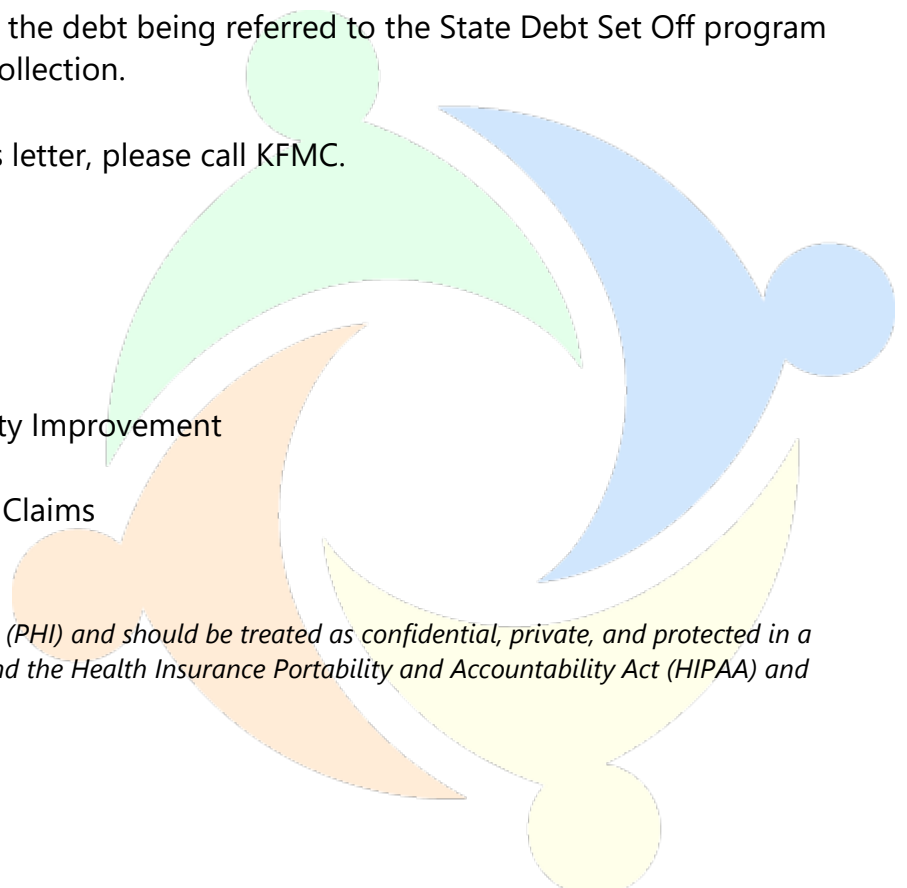 the debt being referred to the State Debt Set Off program
ollection.
s letter, please call KFMC.
ty Improvement
Claims
(PHI) and should be treated as confidential, private, and protected in a
nd the Health Insurance Portability and Accountability Act (HIPAA) and